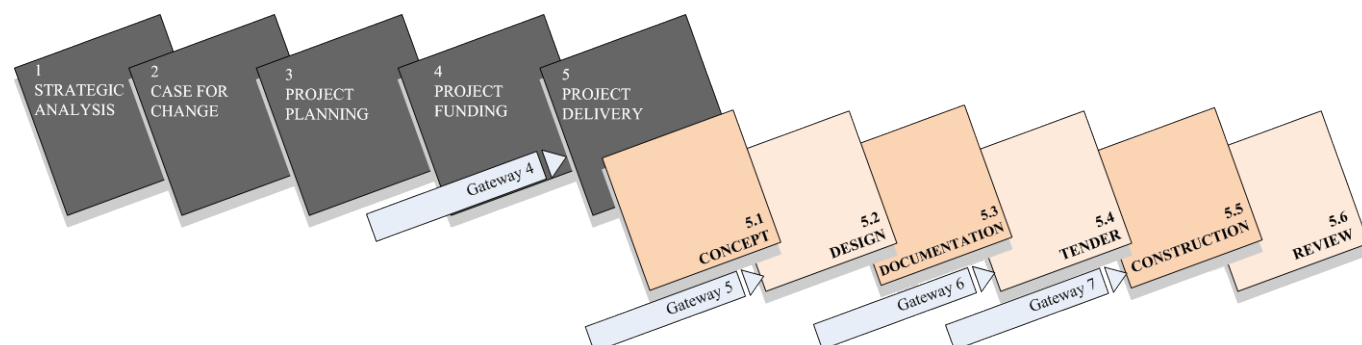 1
STRATEGIC
ANALYSIS
2
CASE FOR
CHANGE
3
PROJECT
PLANNING
4
PROJECT
FUNDING
5
PROJECT
DELIVERY
Gateway 4
5.1
CONCEPT
5.2
DESIGN
5.3
DOCUMENTATION
5.4
TENDER
5.5
CONSTRUCTION
5.6
REVIEW
Gateway 5
Gateway 6
Gateway 7